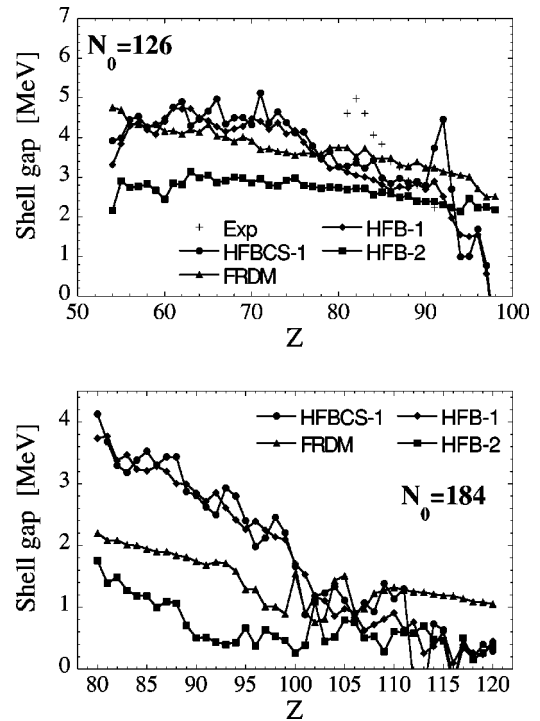 7
6
5
4
3
2
1
0
N0=126
Shell gap [MeV]
Exp
HFBCS-1
FRDM
HFB-1
HFB-2
50 60 70 80 90 100
Z
4
3
2
1
0
Shell gap [MeV]
HFBCS-1 HFB-1
FRDM HFB-2
N0=184
80 85 90 95 100 105 110 115 120
Z